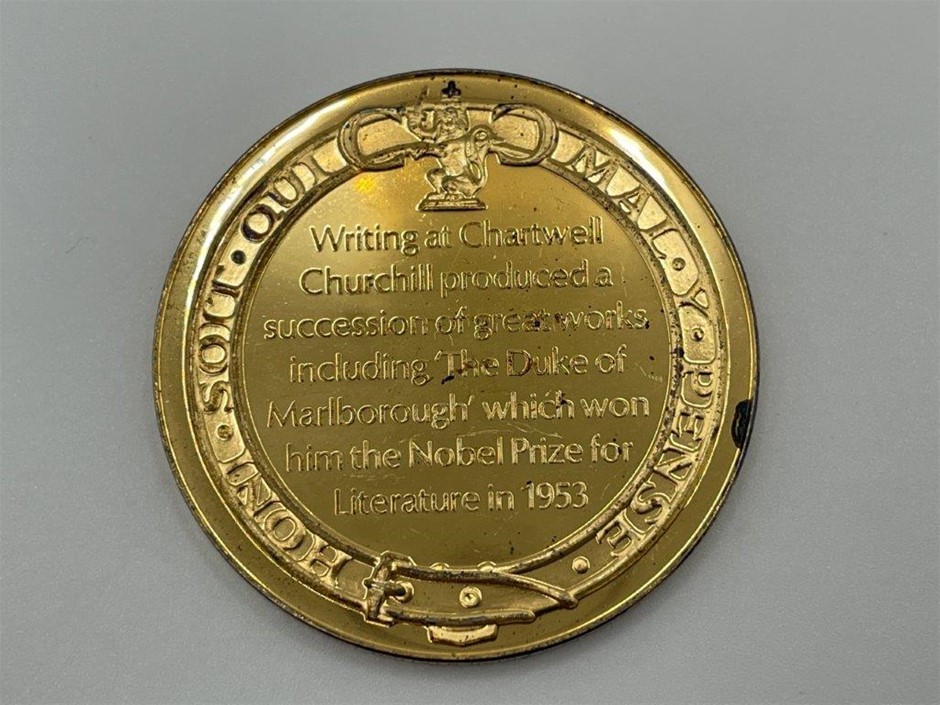 HONI · SOIT · QUI MAL · Y · PENSE ·
Writing at Chartwell
Churchill produced a
succession of great works
including 'The Duke of
Marlborough' which won
him the Nobel Prize for
Literature in 1953